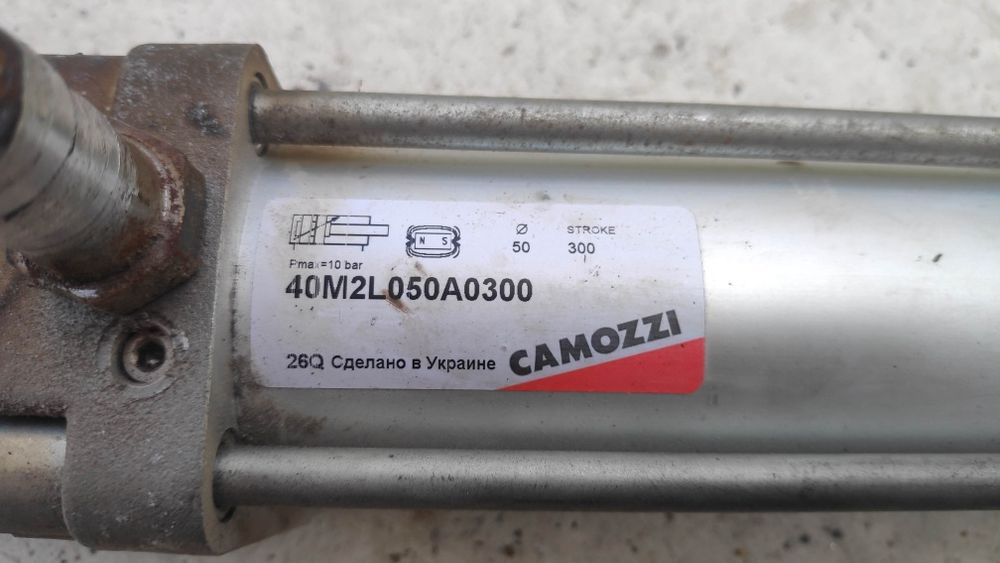 N S
Ø STROKE
50 300
Pmax=10 bar
40M2L050A0300
26Q Сделано в Украине
CAMOZZI